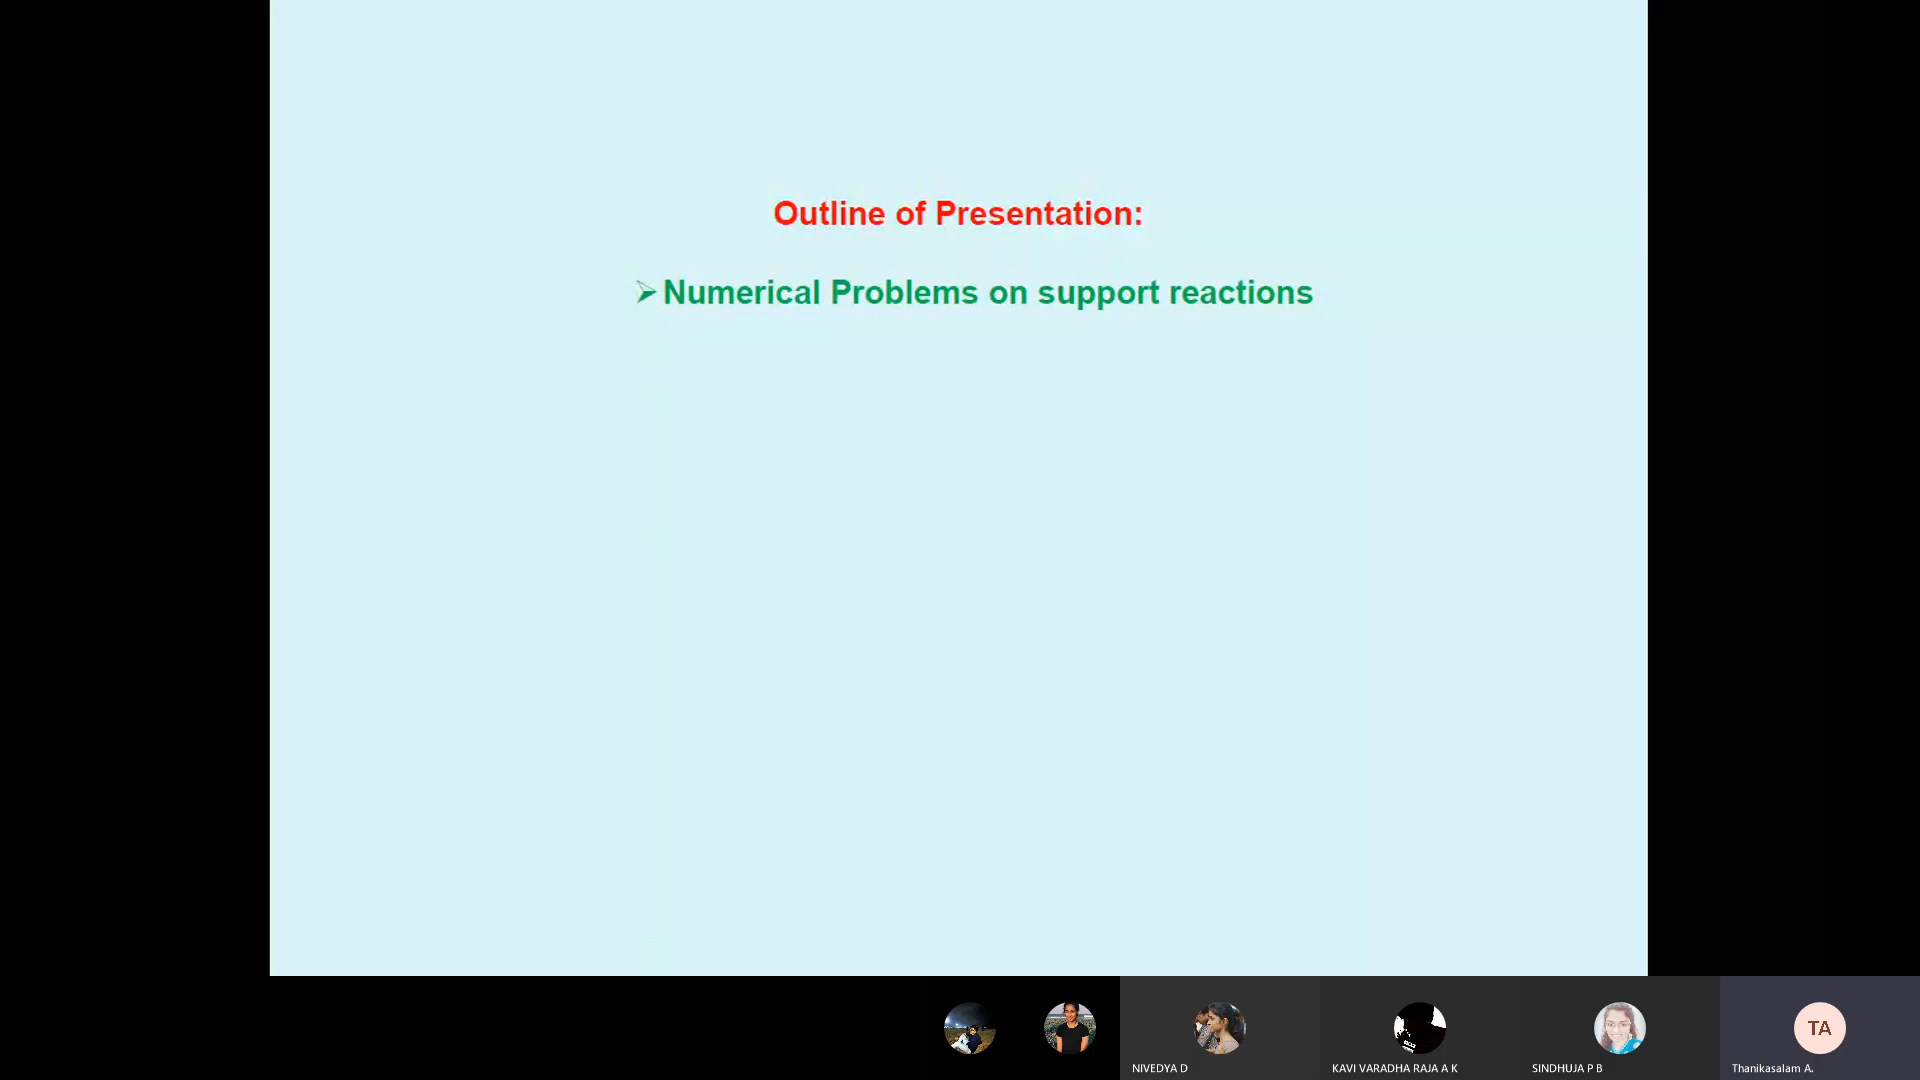 Outline of Presentation:
➢ Numerical Problems on support reactions
NIVEDYA D
KAVI VARADHA RAJA A K
SINDHUJA P B
TA
Thanikasalam A.